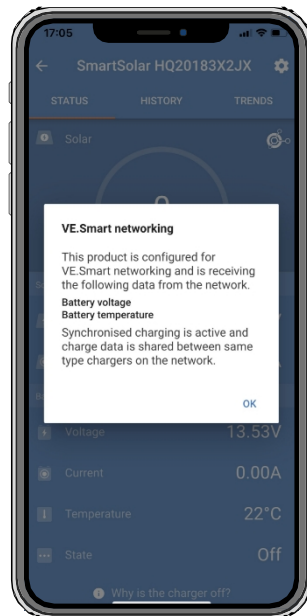 17:05
SmartSolar HQ20183X2JX
STATUS HISTORY TRENDS
Solar
VE.Smart networking
This product is configured for
VE.Smart networking and is receiving
the following data from the network.
Battery voltage
Battery temperature
Synchronised charging is active and
charge data is shared between same
type chargers on the network.
OK
Voltage 13.53V
Current 0.00A
Temperature 22°C
State Off
Why is the charger off?